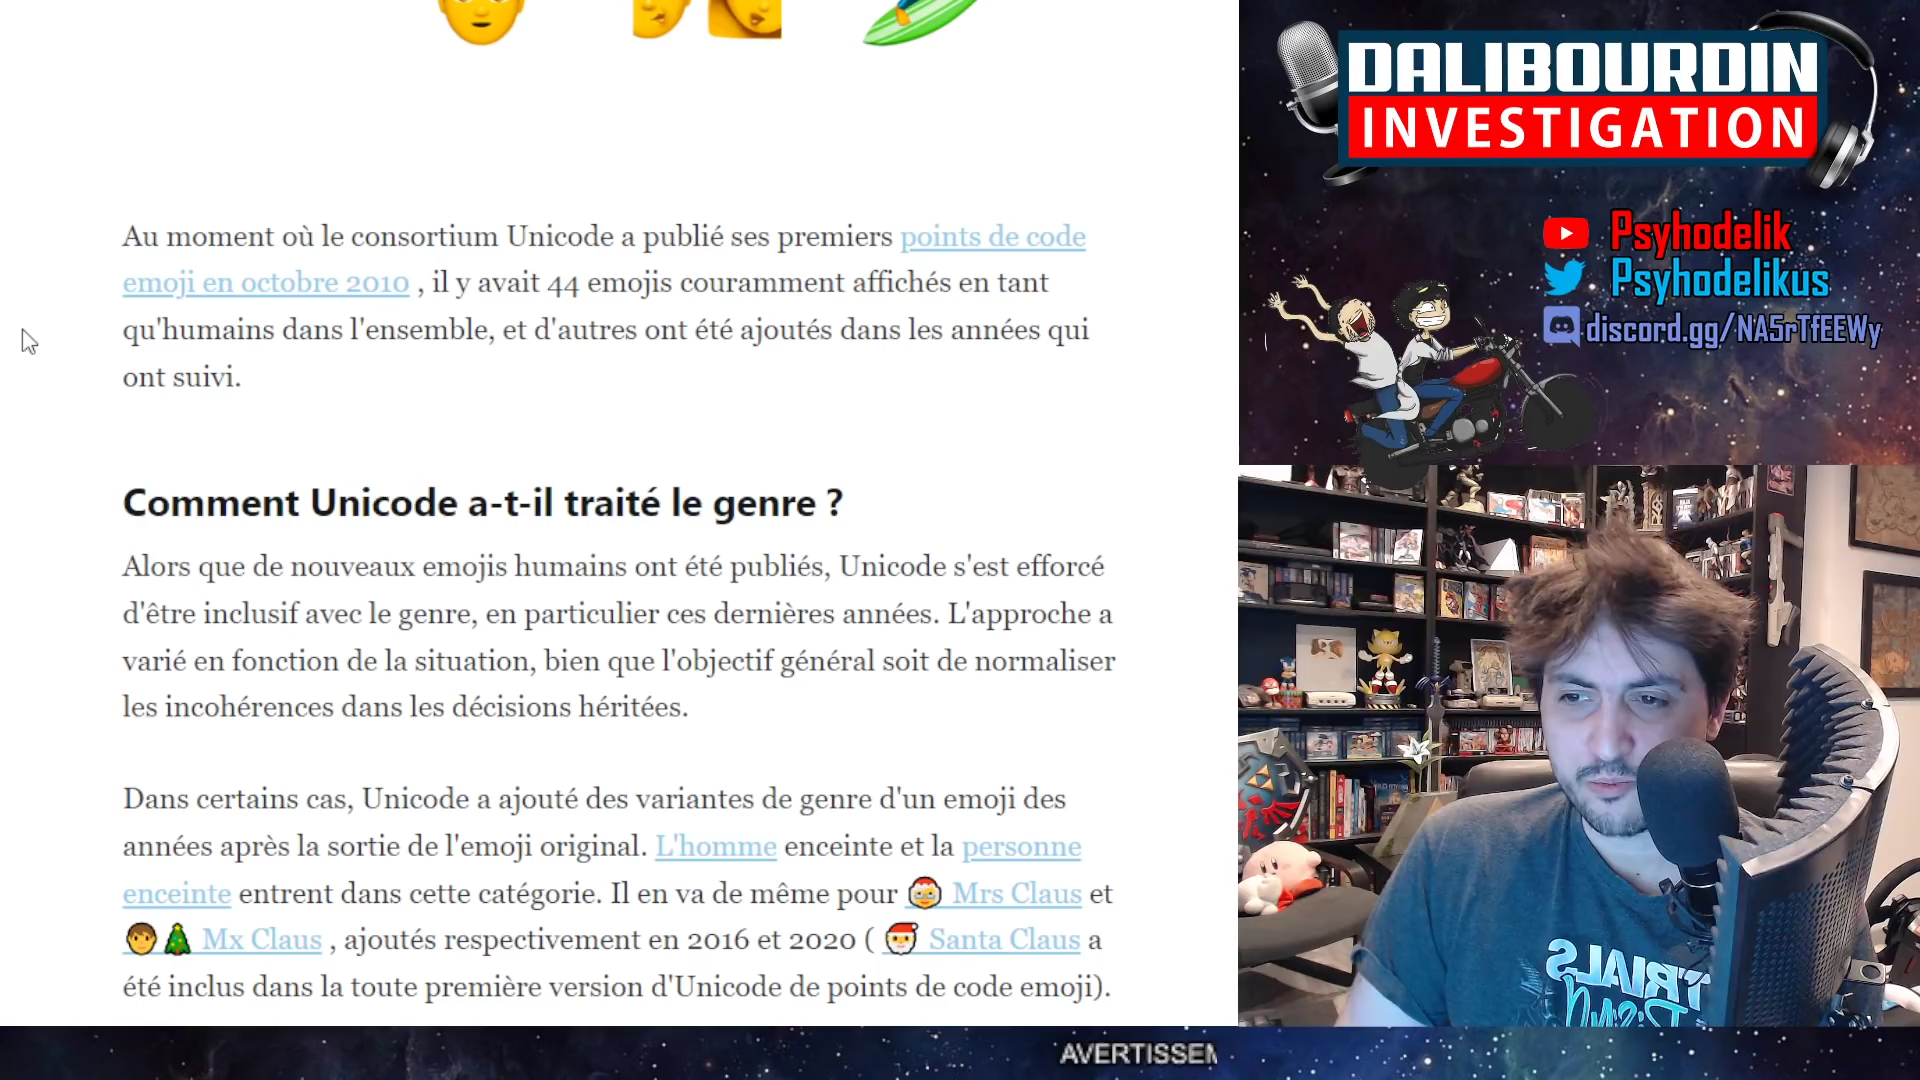 Au moment où le consortium Unicode a publié ses premiers points de code
emoji en octobre 2010 , il y avait 44 emojis couramment affichés en tant
qu'humains dans l'ensemble, et d'autres ont été ajoutés dans les années qui
ont suivi.
Comment Unicode a-t-il traité le genre ?
Alors que de nouveaux emojis humains ont été publiés, Unicode s'est efforcé
d'être inclusif avec le genre, en particulier ces dernières années. L'approche a
varié en fonction de la situation, bien que l'objectif général soit de normaliser
les incohérences dans les décisions héritées.
Dans certains cas, Unicode a ajouté des variantes de genre d'un emoji des
années après la sortie de l'emoji original. L'homme enceinte et la personne
enceinte entrent dans cette catégorie. Il en va de même pour 🤶 Mrs Claus et
🧑‍🎄 Mx Claus , ajoutés respectivement en 2016 et 2020 ( 🎅 Santa Claus a
été inclus dans la toute première version d'Unicode de points de code emoji).
DALIBOURDIN
INVESTIGATION
Psyhodelik
Psyhodelikus
discord.gg/NA5rTfEEWy
TRIALS
AVERTISSEM